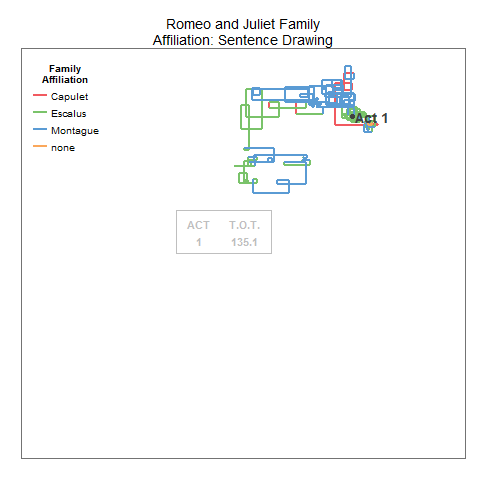 Romeo and Juliet Family
Affiliation: Sentence Drawing
Family
Affiliation
Capulet
Escalus
Montague
none
Act 1
ACT T.O.T.
1 135.1